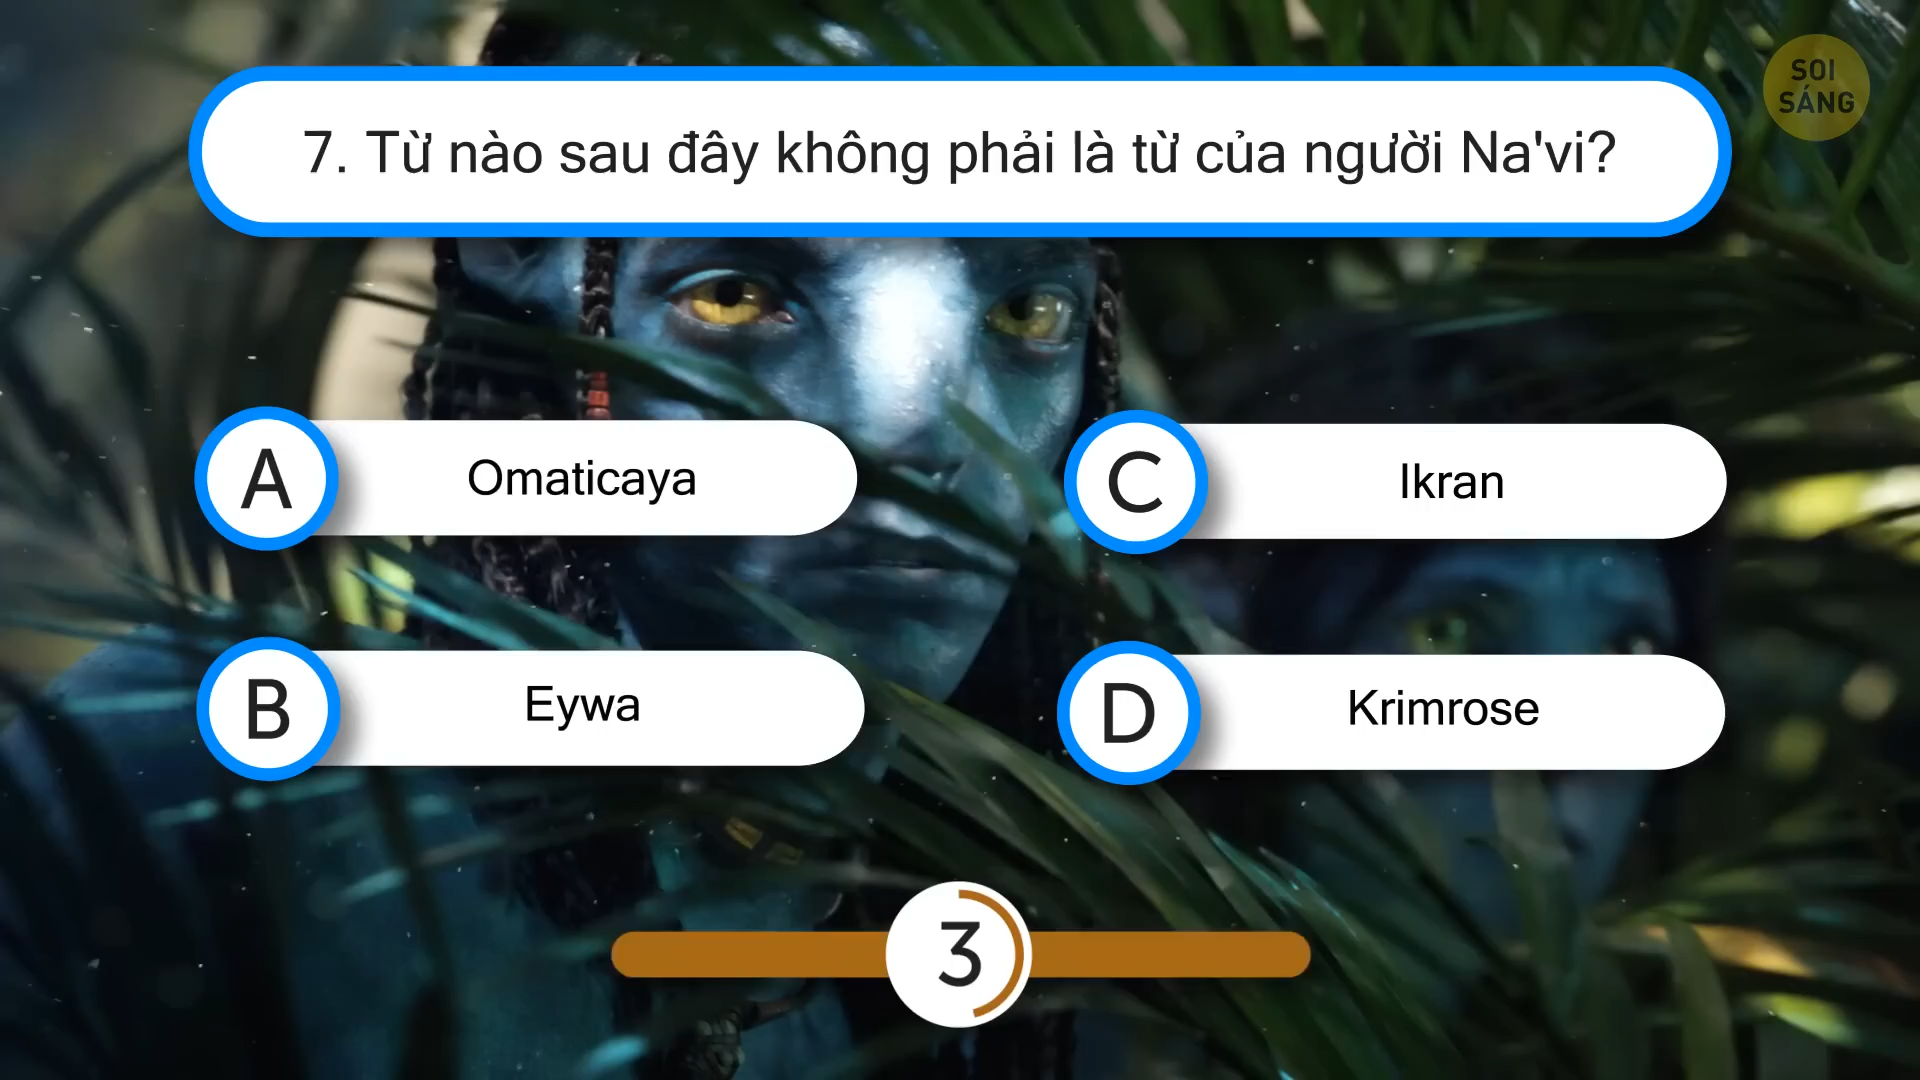 SOI
SÁNG
7. Từ nào sau đây không phải là từ của người Na'vi?
A
Omaticaya
C
Ikran
B
Eywa
D
Krimrose
3